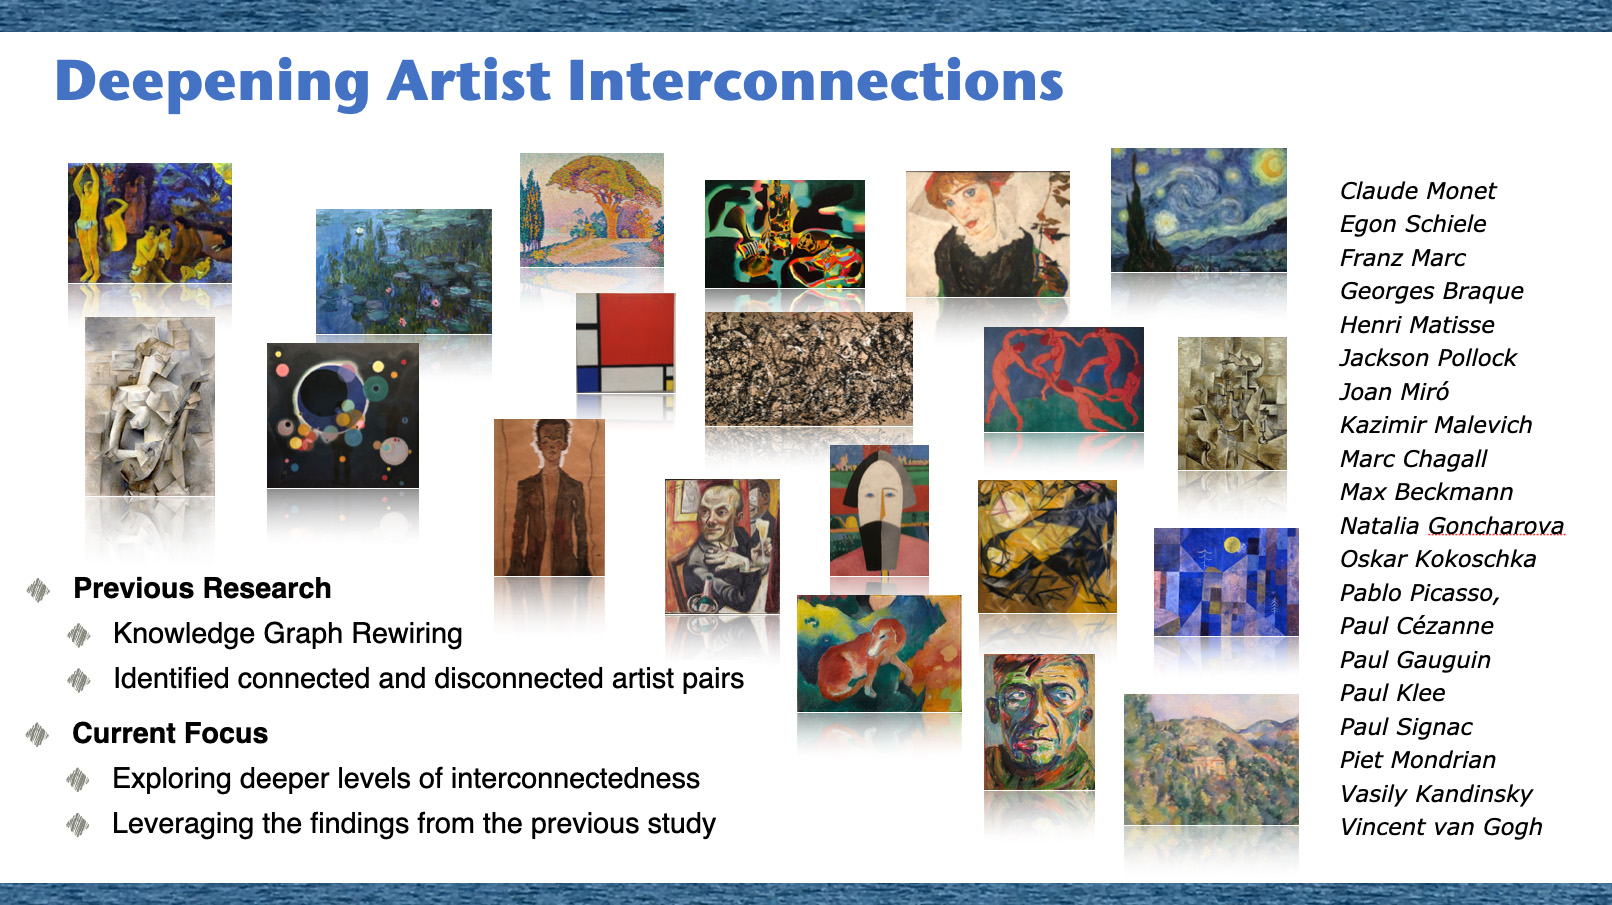 Deepening Artist Interconnections
Previous Research
Knowledge Graph Rewiring
Identified connected and disconnected artist pairs
Current Focus
Exploring deeper levels of interconnectedness
Leveraging the findings from the previous study
Claude Monet
Egon Schiele
Franz Marc
Georges Braque
Henri Matisse
Jackson Pollock
Joan Miró
Kazimir Malevich
Marc Chagall
Max Beckmann
Natalia Goncharova
Oskar Kokoschka
Pablo Picasso,
Paul Cézanne
Paul Gauguin
Paul Klee
Paul Signac
Piet Mondrian
Vasily Kandinsky
Vincent van Gogh